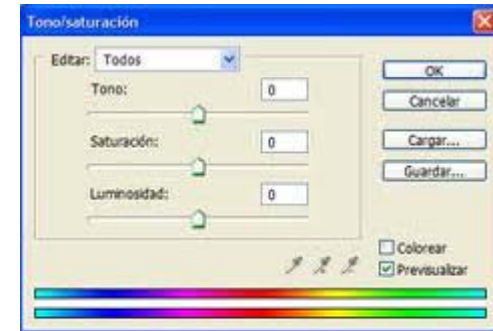 Tono/saturación
Editar: Todos
OK
Tono: 0
Cancelar
Saturación: 0
Cargar...
Guardar...
Luminosidad: 0
Colorear
Previsualizar